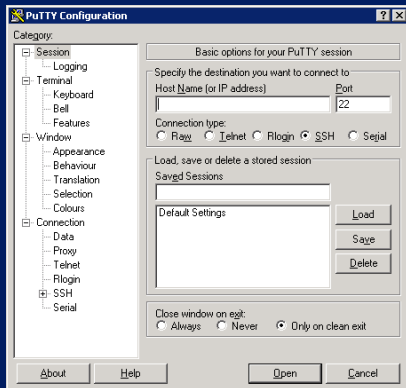 PuTTY Configuration
Category:
Session
Logging
Terminal
Keyboard
Bell
Features
Window
Appearance
Behaviour
Translation
Selection
Colours
Connection
Data
Proxy
Telnet
Rlogin
SSH
Serial
Basic options for your PuTTY session
Specify the destination you want to connect to
Host Name (or IP address) Port
22
Connection type:
Raw Telnet Rlogin SSH Serial
Load, save or delete a stored session
Saved Sessions
Default Settings
Load
Save
Delete
Close window on exit:
Always Never Only on clean exit
About Help Open Cancel